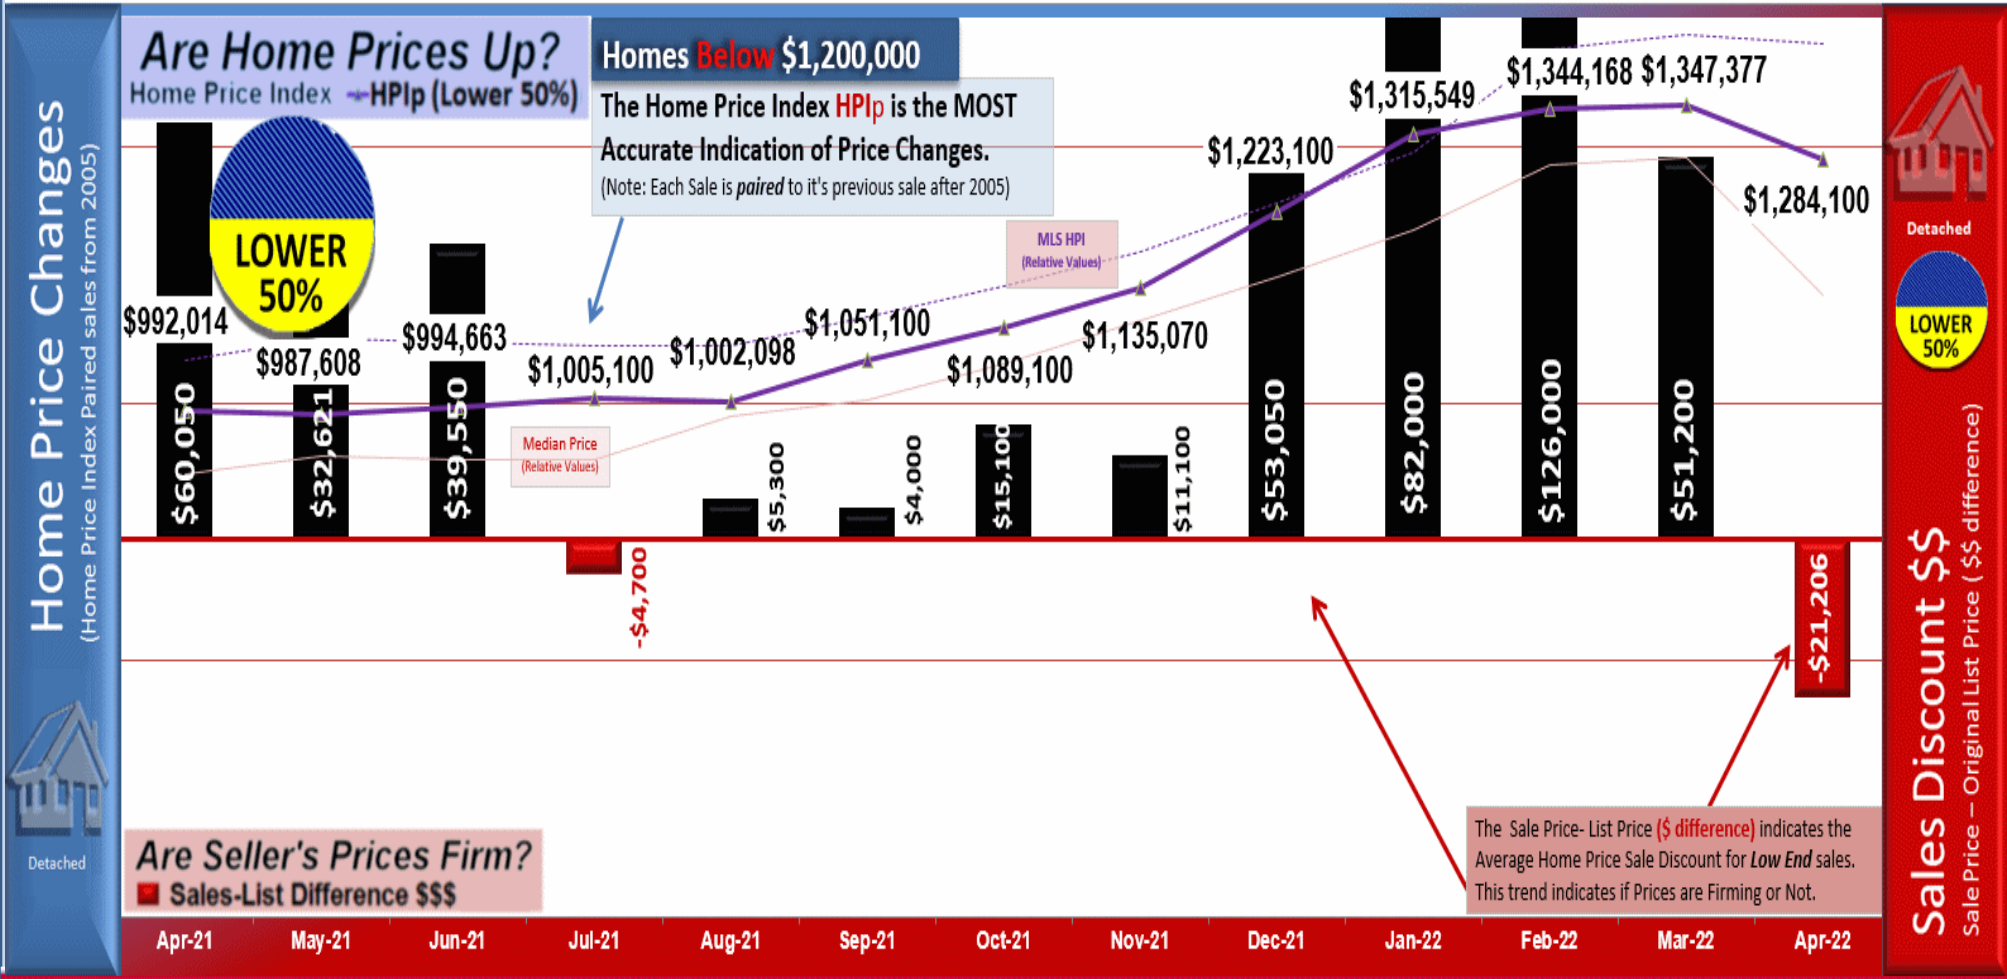 Home Price Changes
(Home Price Index Paired sales from 2005)
Detached
Are Home Prices Up?
Home Price Index HPIp (Lower 50%)
Homes Below $1,200,000
The Home Price Index HPIp is the MOST
Accurate Indication of Price Changes.
(Note: Each Sale is paired to it's previous sale after 2005)
LOWER
50%
MLS HPI
(Relative Values)
Median Price
(Relative Values)
$992,014
$987,608
$994,663
$1,005,100
$1,002,098
$1,051,100
$1,089,100
$1,135,070
$1,223,100
$1,315,549
$1,344,168
$1,347,377
$1,284,100
$60,050
$32,621
$39,550
-$4,700
$5,300
$4,000
$15,100
$11,100
$53,050
$82,000
$126,000
$51,200
-$21,206
Are Seller's Prices Firm?
Sales-List Difference $$$
The Sale Price- List Price ($ difference) indicates the
Average Home Price Sale Discount for Low End sales.
This trend indicates if Prices are Firming or Not.
Apr-21
May-21
Jun-21
Jul-21
Aug-21
Sep-21
Oct-21
Nov-21
Dec-21
Jan-22
Feb-22
Mar-22
Apr-22
Detached
LOWER
50%
Sales Discount $$
Sale Price – Original List Price ( $$ difference)